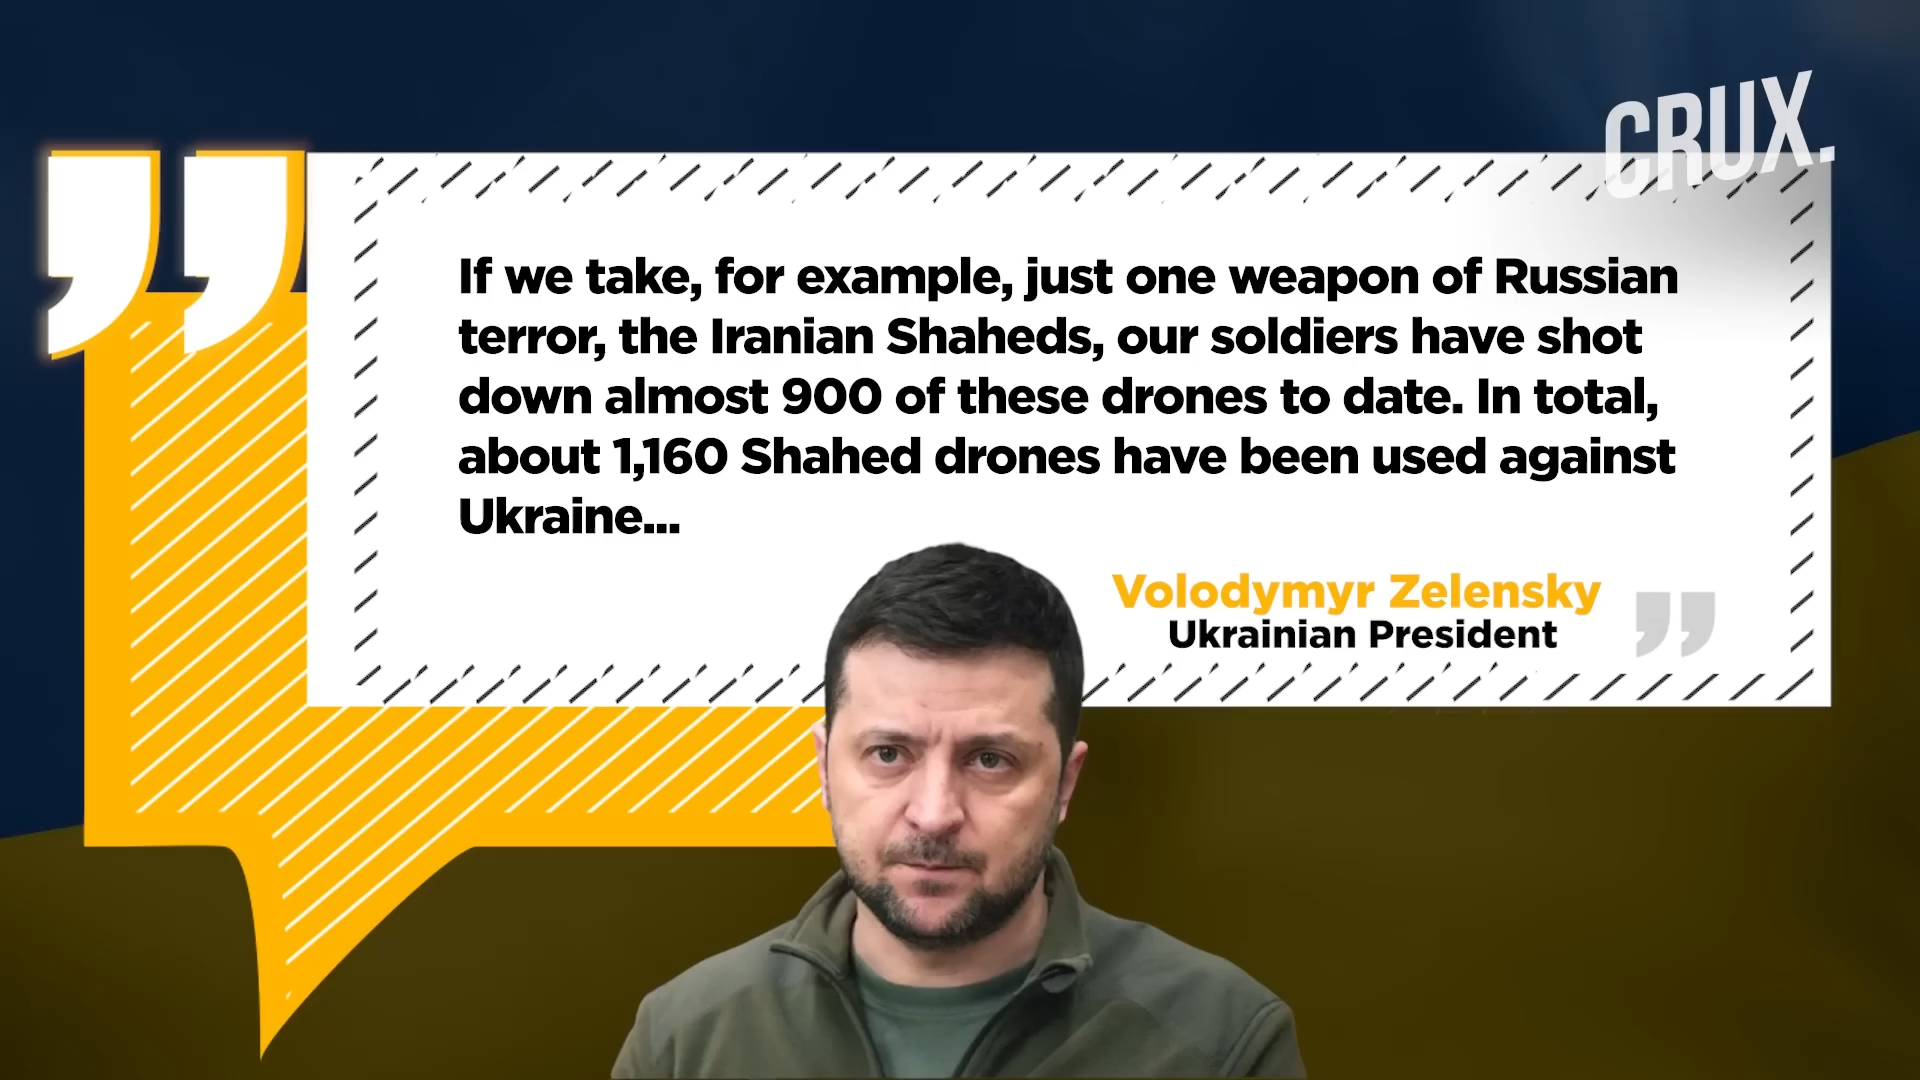 CRUX.
If we take, for example, just one weapon of Russian
terror, the Iranian Shaheds, our soldiers have shot
down almost 900 of these drones to date. In total,
about 1,160 Shahed drones have been used against
Ukraine...
Volodymyr Zelensky
Ukrainian President